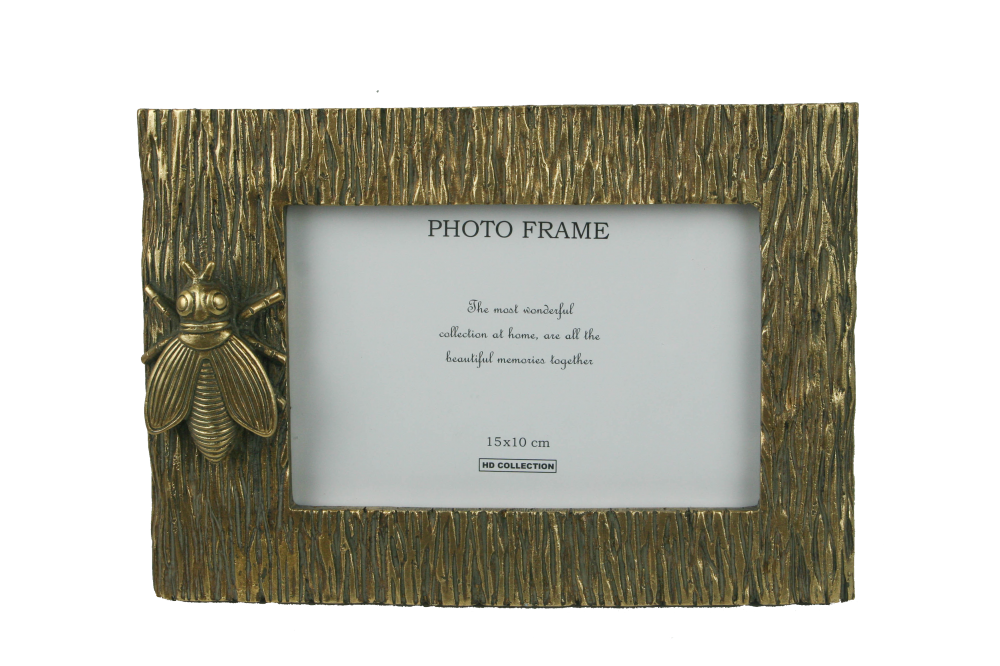 PHOTO FRAME
The most wonderful
collection at home, are all the
beautiful memories together
15x10 cm
HD COLLECTION